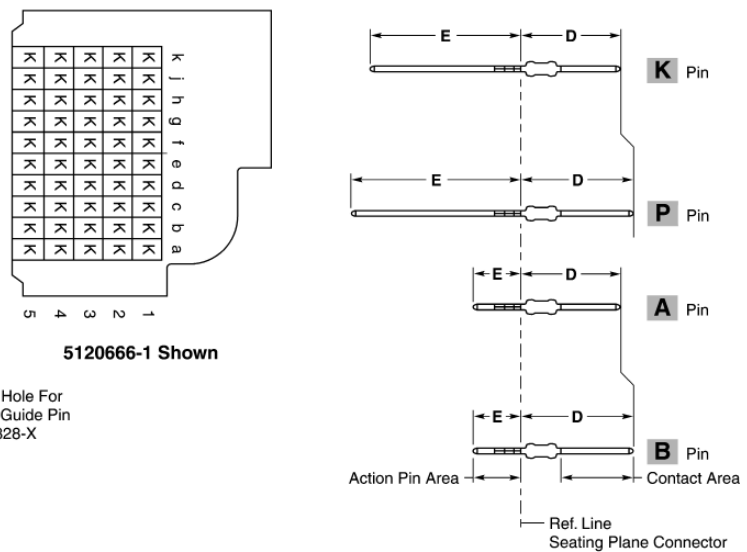 K K K K K k
K K K K K j
K K K K K h
K K K K K g
K K K K K f
K K K K K e
K K K K K d
K K K K K c
K K K K K b
K K K K K a
5 4 3 2 1
5120666-1 Shown
Hole For
Guide Pin
328-X
E D
K Pin
E D
P Pin
E D
A Pin
E D
B Pin
Action Pin Area
Contact Area
Ref. Line
Seating Plane Connector